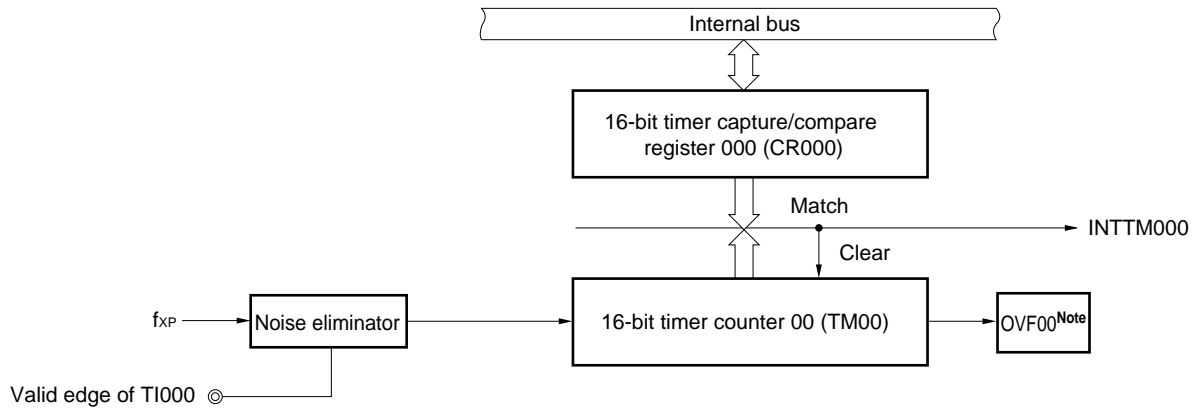 Internal bus
16-bit timer capture/compare
register 000 (CR000)
Match
INTTM000
Clear
fXP
Noise eliminator
16-bit timer counter 00 (TM00)
OVF00Note
Valid edge of TI000